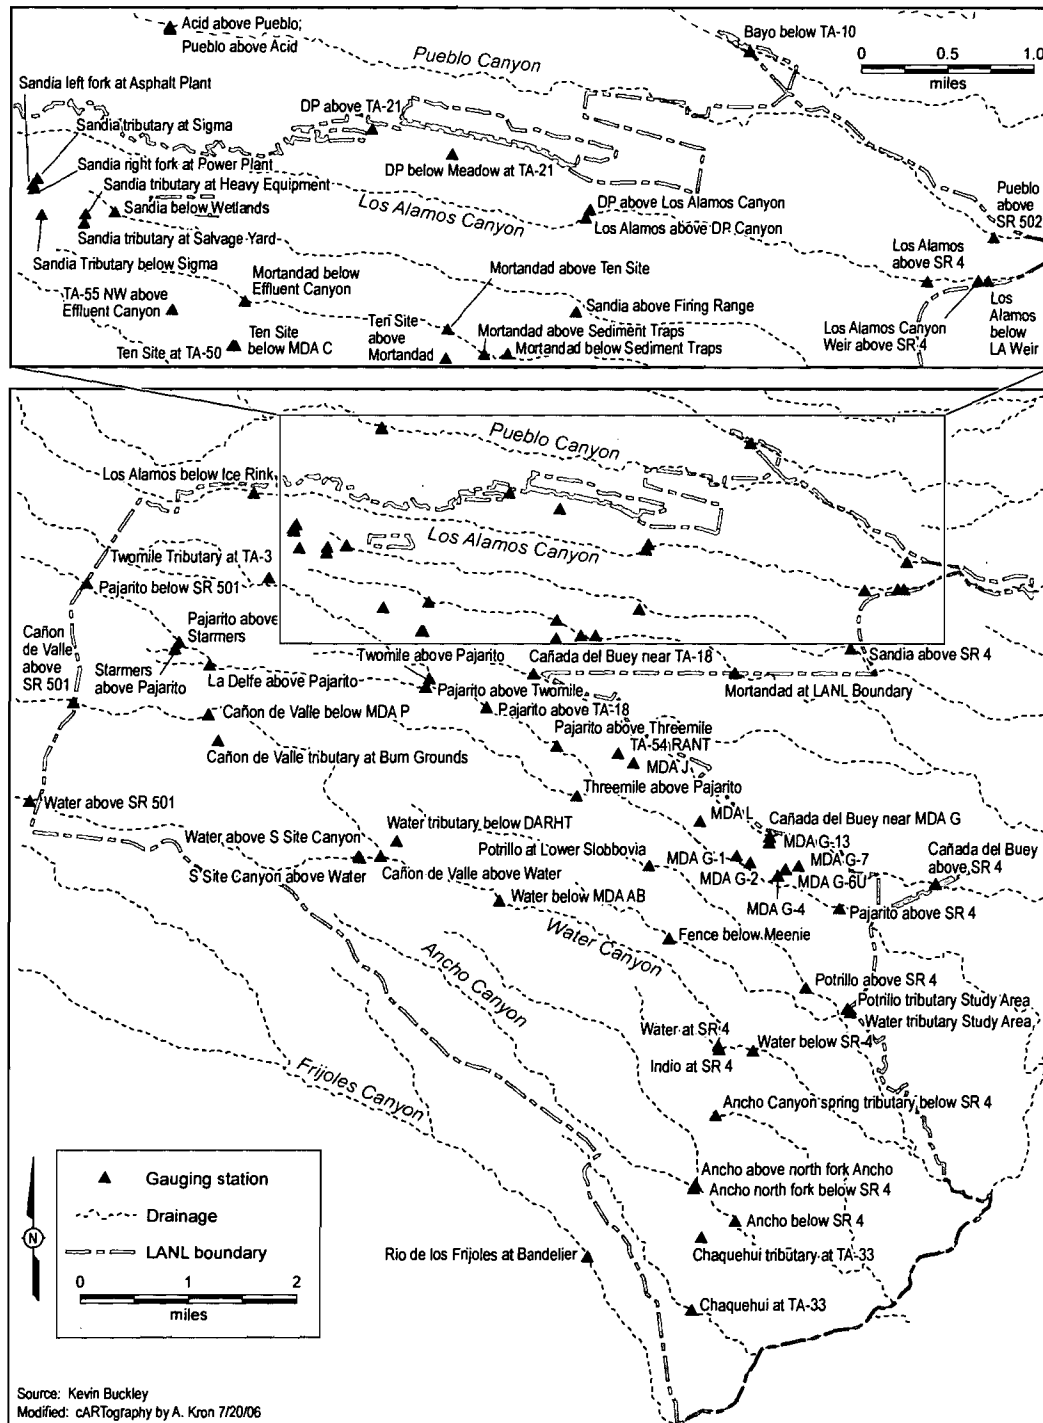 Acid above Pueblo;
Pueblo above Acid
Pueblo Canyon
Bayo below TA-10
0 0.5 1.0
miles
Sandia left fork at Asphalt Plant
Sandia tributary at Sigma
DP above TA-21
Sandia right fork at Power Plant
Sandia tributary at Heavy Equipment
DP below Meadow at TA-21
Sandia below Wetlands
Los Alamos Canyon
DP above Los Alamos Canyon
Los Alamos above DP Canyon
Pueblo
above
SR 502
Sandia tributary at Salvage Yard
Sandia Tributary below Sigma
Los Alamos
above SR 4
Mortandad below
Effluent Canyon
Mortandad above Ten Site
TA-55 NW above
Effluent Canyon
Sandia above Firing Range
Ten Site
above
Mortandad
Mortandad above Sediment Traps
Mortandad below Sediment Traps
Los Alamos Canyon
Weir above SR 4
Los
Alamos
below
LA Weir
Ten Site at TA-50
Ten Site
below MDA C
Pueblo Canyon
Los Alamos below Ice Rink
Los Alamos Canyon
Twomile Tributary at TA-3
Pajarito below SR 501
Pajarito above
Starmers
Cañon
de Valle
above
SR 501
Starmers
above Pajarito
La Delfe above Pajarito
Twomile above Pajarito
Cañada del Buey near TA-18
Sandia above SR 4
Mortandad at LANL Boundary
Pajarito above Twomile
Pajarito above TA-18
Cañon de Valle below MDA P
Pajarito above Threemile
TA-54 RANT
MDA J
Cañon de Valle tributary at Burn Grounds
Threemile above Pajarito
Water above SR 501
MDA L
Cañada del Buey near MDA G
MDA G-13
Water tributary below DARHT
Water above S Site Canyon
Potrillo at Lower Slobbovia
MDA G-1
MDA G-7
Cañada del Buey
above SR 4
S Site Canyon above Water
Cañon de Valle above Water
MDA G-2
MDA G-6U
Water below MDA AB
MDA G-4
Pajarito above SR 4
Water Canyon
Fence below Meenie
Ancho Canyon
Potrillo above SR 4
Potrillo tributary Study Area
Water tributary Study Area
Water at SR 4
Water below SR 4
Indio at SR 4
Frijoles Canyon
Ancho Canyon spring tributary below SR 4
Ancho above north fork Ancho
Ancho north fork below SR 4
Ancho below SR 4
Chaquehui tributary at TA-33
Rio de los Frijoles at Bandelier
Chaquehui at TA-33
Gauging station
Drainage
LANL boundary
N
0 1 2
miles
Source: Kevin Buckley
Modified: cARTography by A. Kron 7/20/06